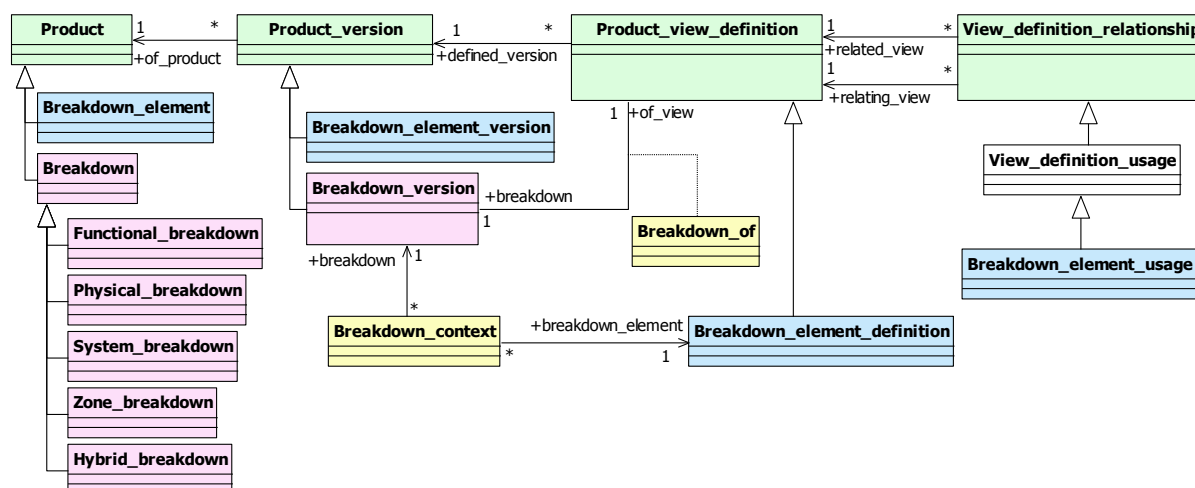 Product
1
*
+of_product
Product_version
1
*
+defined_version
Product_view_definition
1
*
+related_view
1
*
+relating_view
View_definition_relationship
Breakdown_element
Breakdown_element_version
1
+of_view
View_definition_usage
Breakdown
Breakdown_version
+breakdown
1
Breakdown_of
Functional_breakdown
+breakdown
1
Breakdown_element_usage
Physical_breakdown
*
Breakdown_context
+breakdown_element
*
1
Breakdown_element_definition
System_breakdown
Zone_breakdown
Hybrid_breakdown